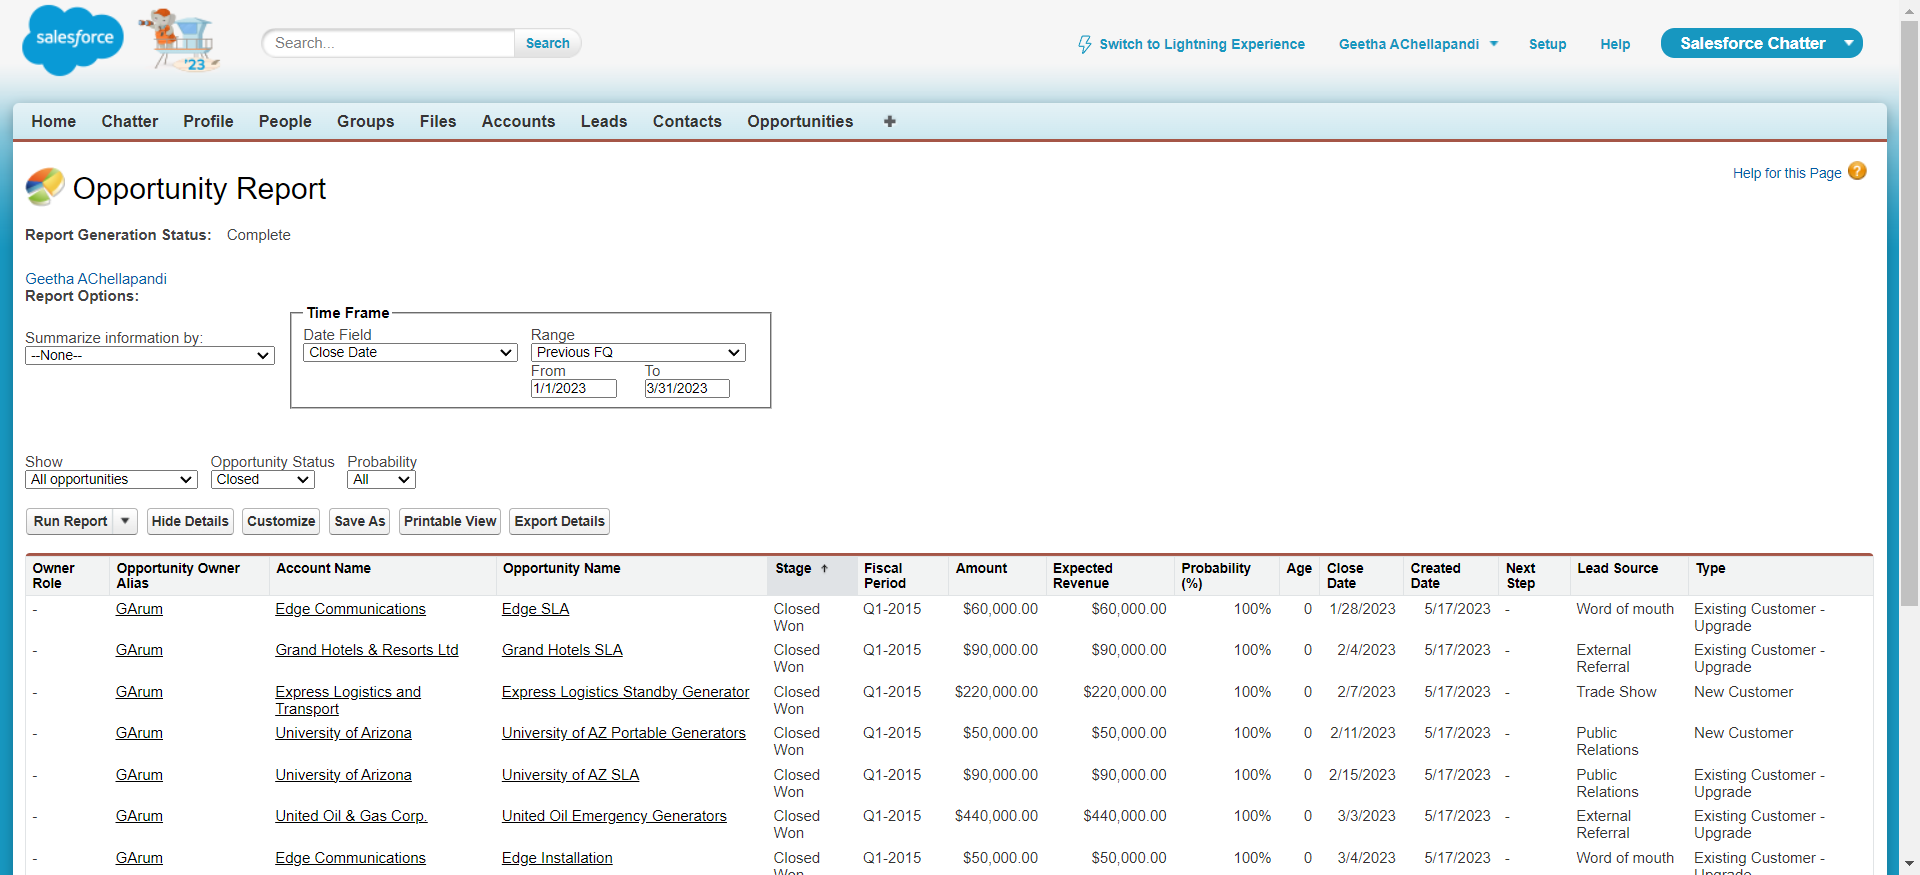 salesforce
'23
Search...
Search
Switch to Lightning Experience
Geetha AChellapandi
Setup
Help
Salesforce Chatter
Home Chatter Profile People Groups Files Accounts Leads Contacts Opportunities +
Opportunity Report
Help for this Page ?
Report Generation Status: Complete
Geetha AChellapandi
Report Options:
Summarize information by:
--None--
Time Frame
Date Field Range
Close Date Previous FQ
From To
1/1/2023 3/31/2023
Show Opportunity Status Probability
All opportunities Closed All
Run Report Hide Details Customize Save As Printable View Export Details
Owner Opportunity Owner Account Name Opportunity Name Stage ↑ Fiscal Amount Expected Probability Age Close Created Next Lead Source Type
Role Alias Period Revenue (%) Date Date Step
- GArum Edge Communications Edge SLA Closed Q1-2015 $60,000.00 $60,000.00 100% 0 1/28/2023 5/17/2023 - Word of mouth Existing Customer -
Won Upgrade
- GArum Grand Hotels & Resorts Ltd Grand Hotels SLA Closed Q1-2015 $90,000.00 $90,000.00 100% 0 2/4/2023 5/17/2023 - External Existing Customer -
Won Referral Upgrade
- GArum Express Logistics and Express Logistics Standby Generator Closed Q1-2015 $220,000.00 $220,000.00 100% 0 2/7/2023 5/17/2023 - Trade Show New Customer
Transport Won
- GArum University of Arizona University of AZ Portable Generators Closed Q1-2015 $50,000.00 $50,000.00 100% 0 2/11/2023 5/17/2023 - Public New Customer
Won Relations
- GArum University of Arizona University of AZ SLA Closed Q1-2015 $90,000.00 $90,000.00 100% 0 2/15/2023 5/17/2023 - Public Existing Customer -
Won Relations Upgrade
- GArum United Oil & Gas Corp. United Oil Emergency Generators Closed Q1-2015 $440,000.00 $440,000.00 100% 0 3/3/2023 5/17/2023 - External Existing Customer -
Won Referral Upgrade
- GArum Edge Communications Edge Installation Closed Q1-2015 $50,000.00 $50,000.00 100% 0 3/4/2023 5/17/2023 - Word of mouth Existing Customer -
Won Upgrade